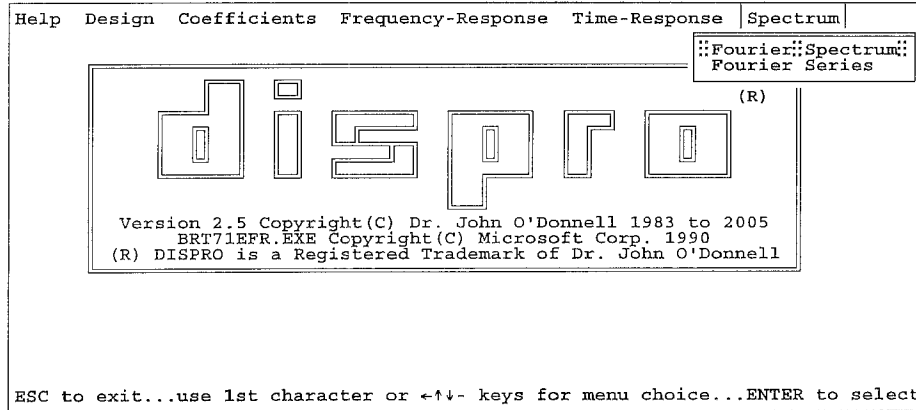 Help Design Coefficients Frequency-Response Time-Response Spectrum
Fourier Spectrum
Fourier Series
(R)
dispro
Version 2.5 Copyright(C) Dr. John O'Donnell 1983 to 2005
BRT71EFR.EXE Copyright(C) Microsoft Corp. 1990
(R) DISPRO is a Registered Trademark of Dr. John O'Donnell
ESC to exit...use 1st character or ←↑↓- keys for menu choice...ENTER to select